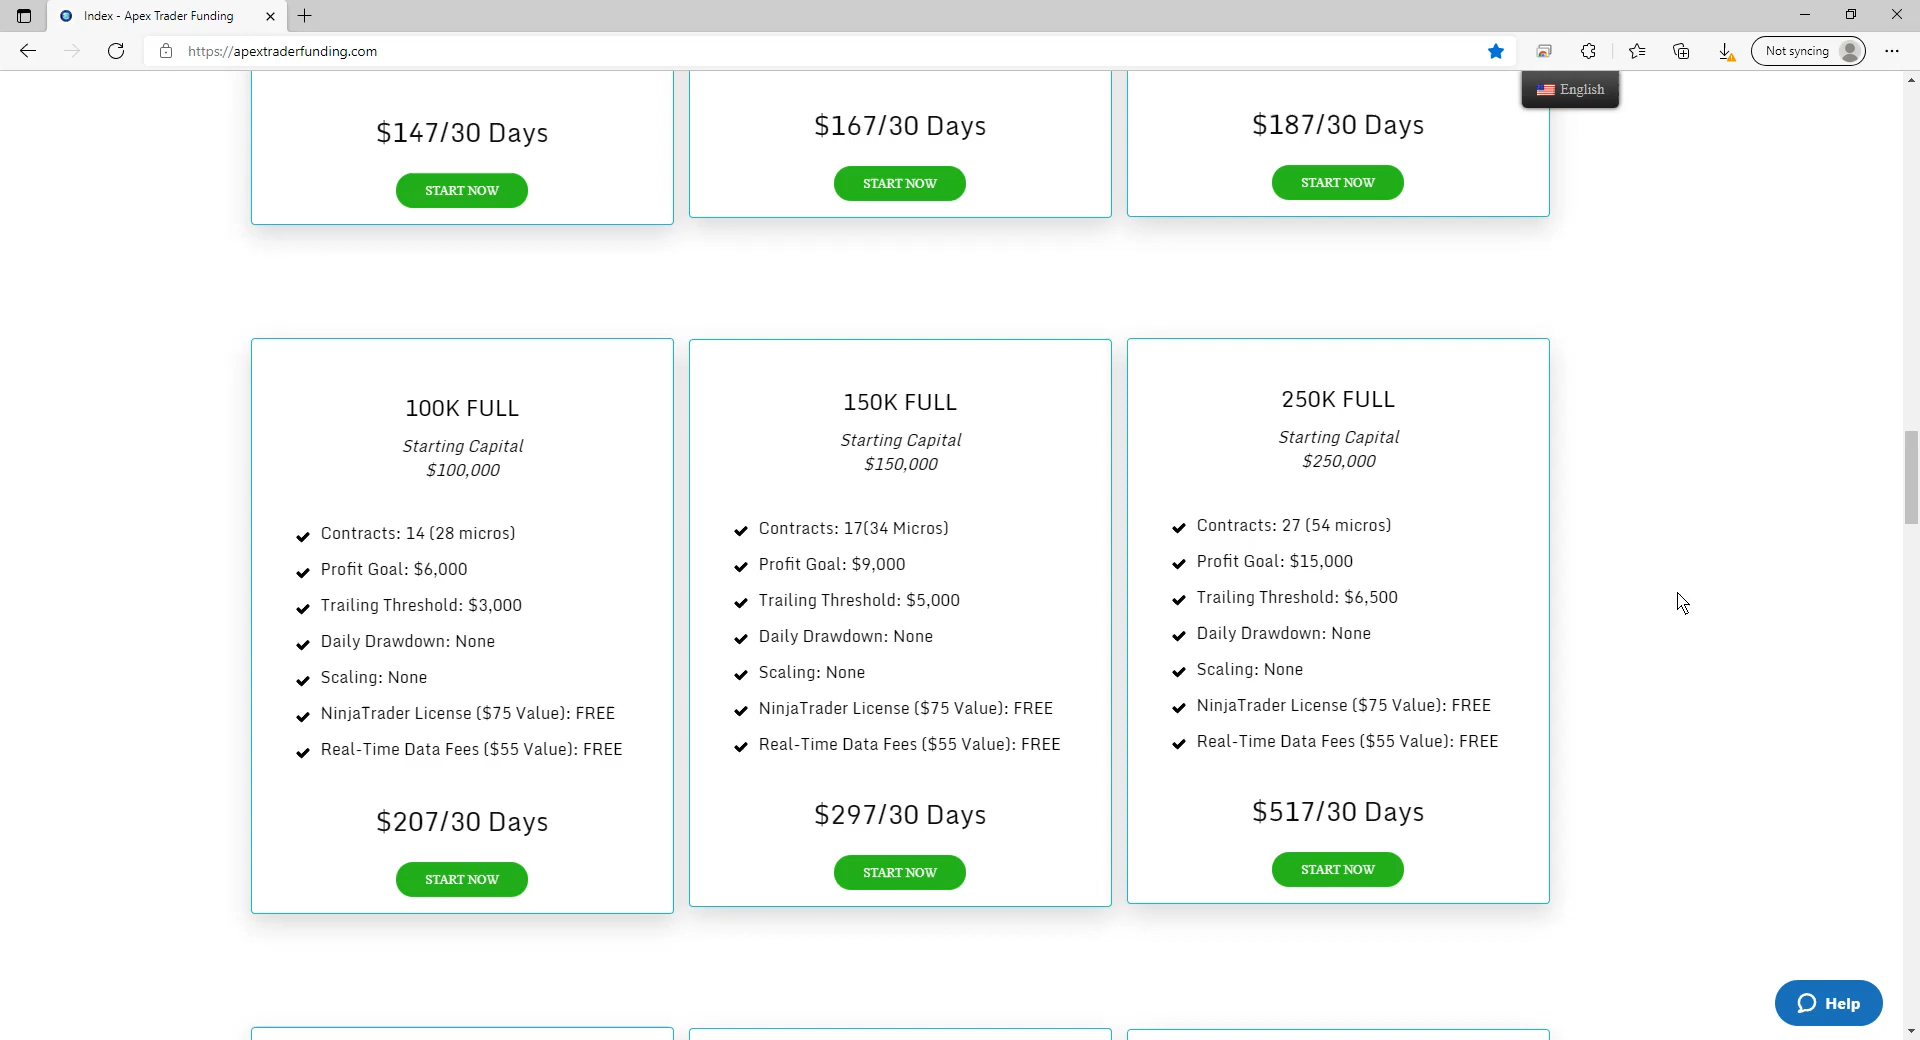 Index - Apex Trader Funding
https://apextraderfunding.com
Not syncing
English
$147/30 Days
START NOW
$167/30 Days
START NOW
$187/30 Days
START NOW
100K FULL
Starting Capital
$100,000
Contracts: 14 (28 micros)
Profit Goal: $6,000
Trailing Threshold: $3,000
Daily Drawdown: None
Scaling: None
NinjaTrader License ($75 Value): FREE
Real-Time Data Fees ($55 Value): FREE
$207/30 Days
START NOW
150K FULL
Starting Capital
$150,000
Contracts: 17(34 Micros)
Profit Goal: $9,000
Trailing Threshold: $5,000
Daily Drawdown: None
Scaling: None
NinjaTrader License ($75 Value): FREE
Real-Time Data Fees ($55 Value): FREE
$297/30 Days
START NOW
250K FULL
Starting Capital
$250,000
Contracts: 27 (54 micros)
Profit Goal: $15,000
Trailing Threshold: $6,500
Daily Drawdown: None
Scaling: None
NinjaTrader License ($75 Value): FREE
Real-Time Data Fees ($55 Value): FREE
$517/30 Days
START NOW
Help